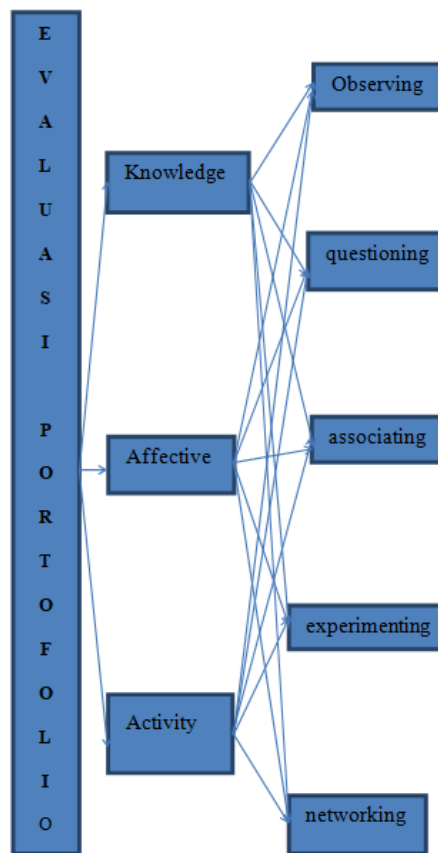 EVALUASI PORTOFOLIO
Knowledge
Affective
Activity
Observing
questioning
associating
experimenting
networking